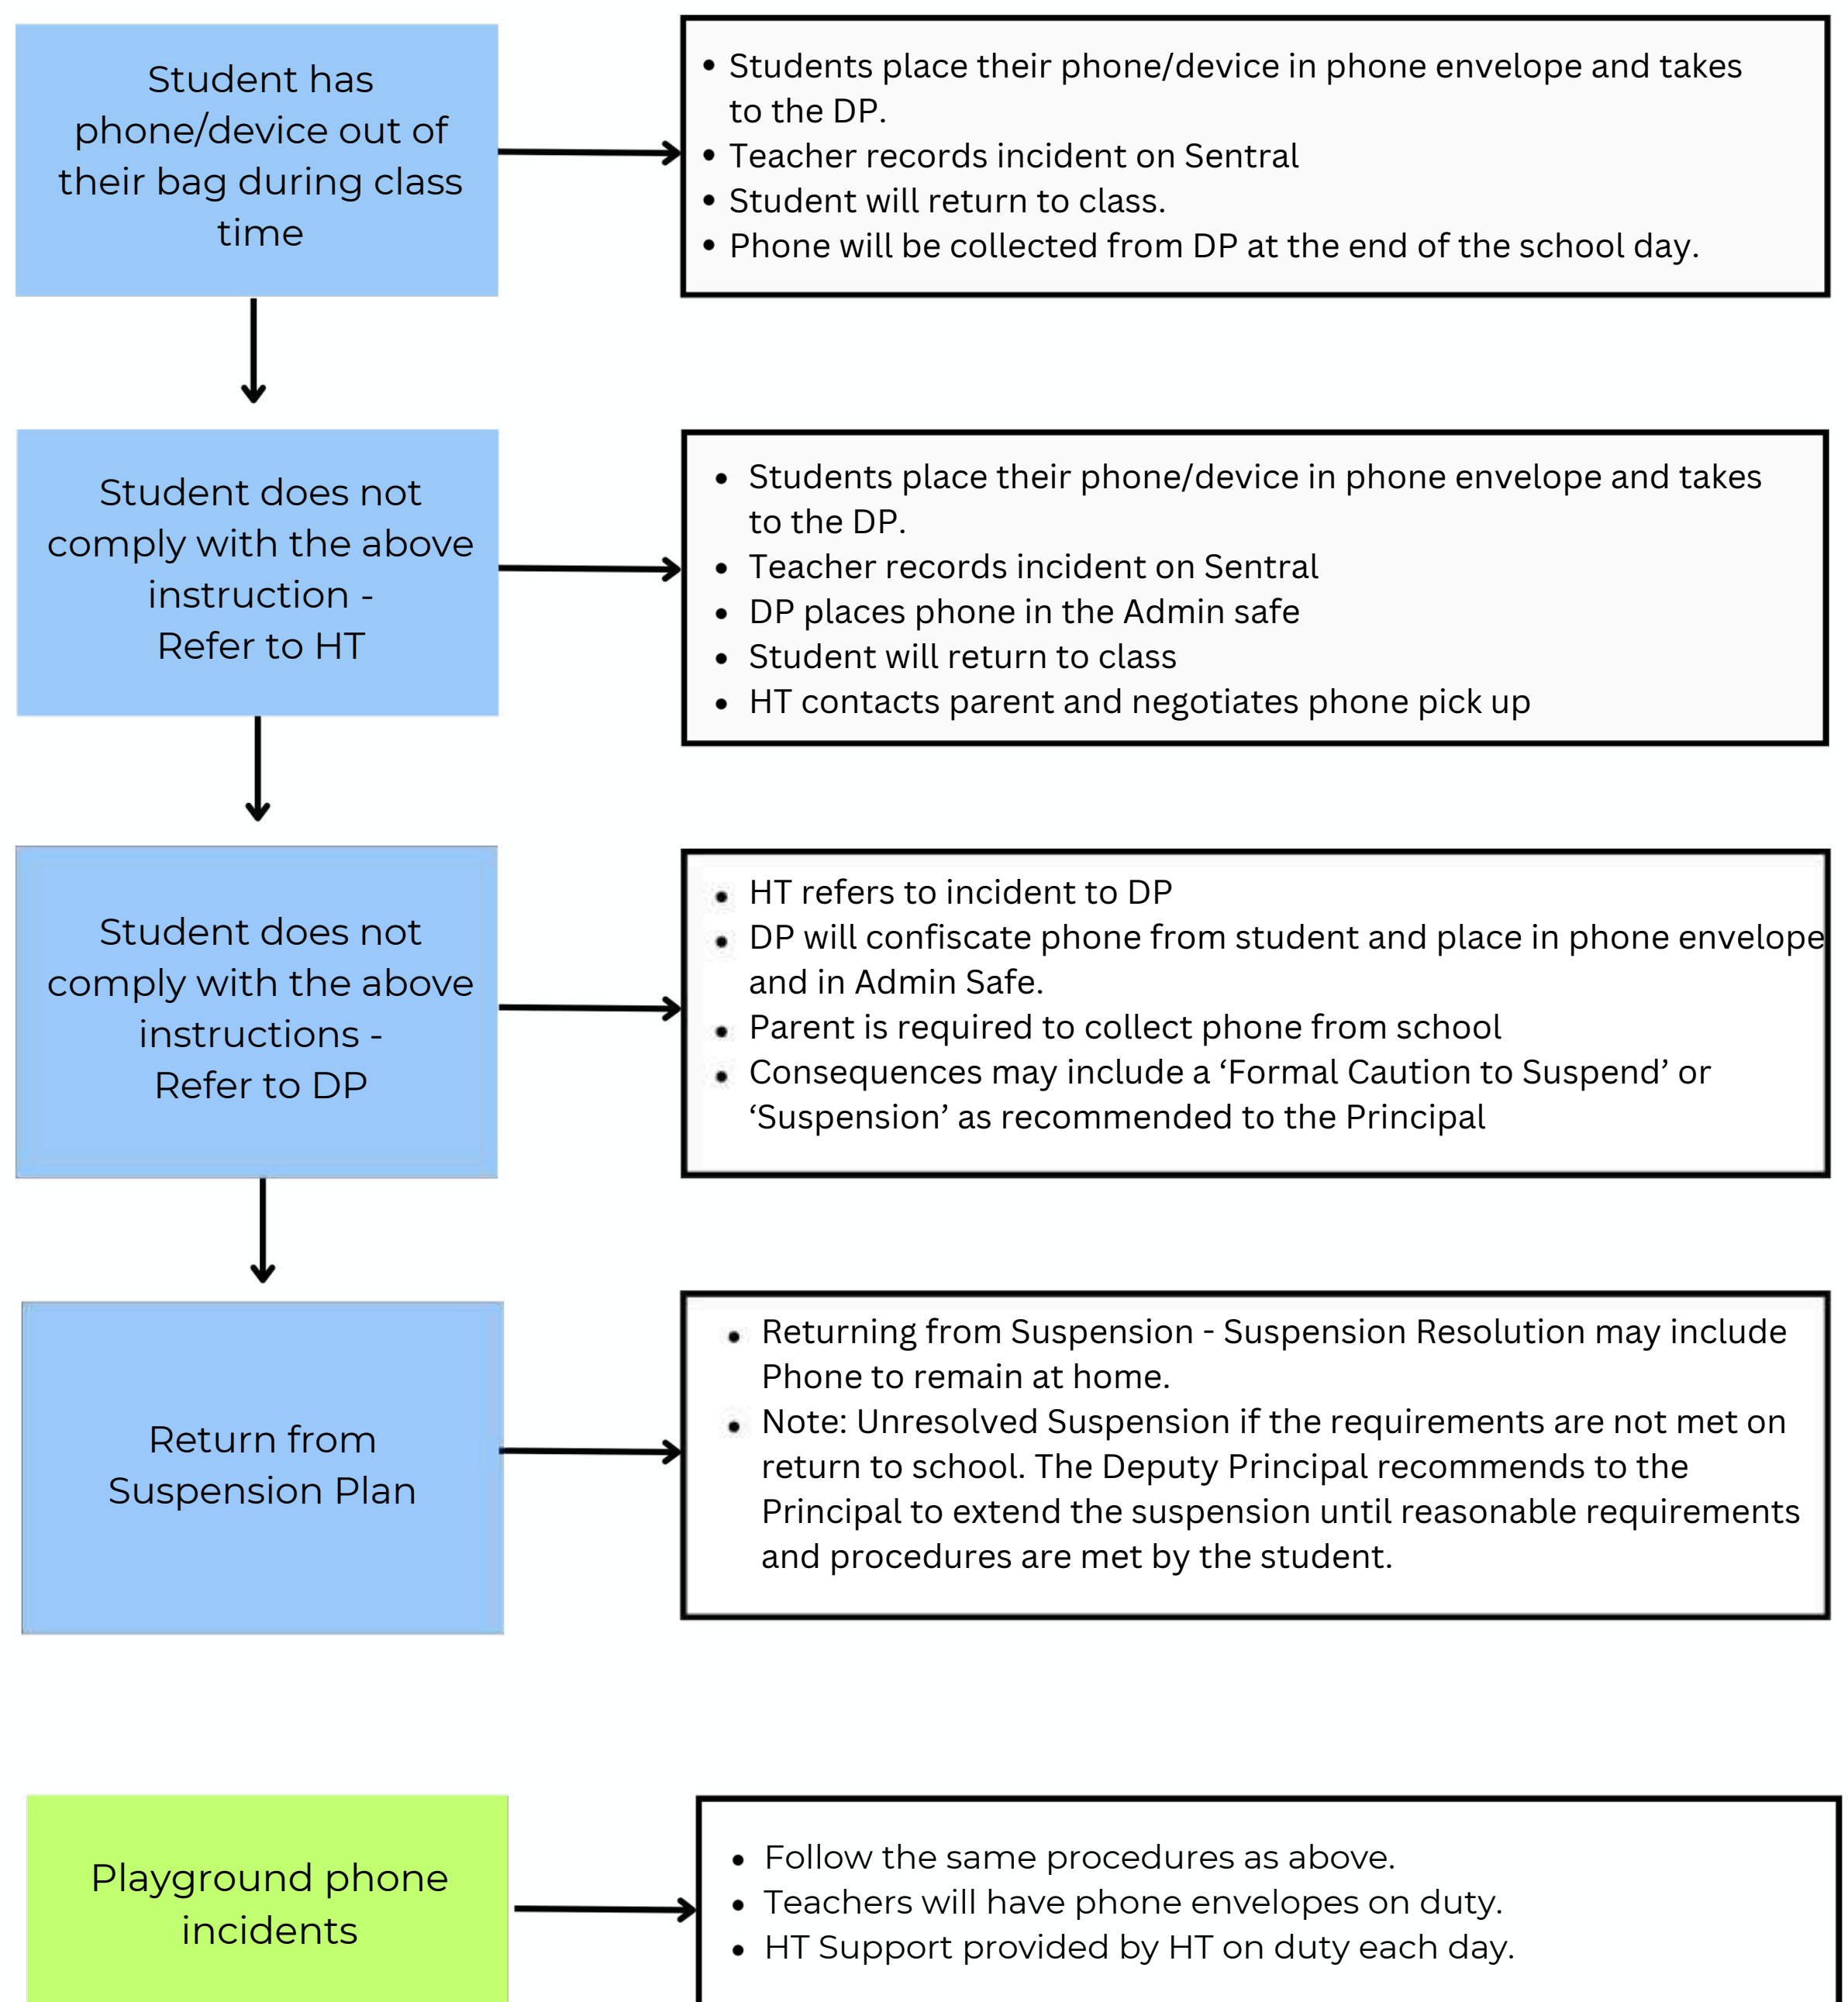 Student has
phone/device out of
their bag during class
time
• Students place their phone/device in phone envelope and takes
to the DP.
• Teacher records incident on Sentral
• Student will return to class.
• Phone will be collected from DP at the end of the school day.
Student does not
comply with the above
instruction -
Refer to HT
• Students place their phone/device in phone envelope and takes
to the DP.
• Teacher records incident on Sentral
• DP places phone in the Admin safe
• Student will return to class
• HT contacts parent and negotiates phone pick up
Student does not
comply with the above
instructions -
Refer to DP
• HT refers to incident to DP
• DP will confiscate phone from student and place in phone envelope
and in Admin Safe.
• Parent is required to collect phone from school
• Consequences may include a ‘Formal Caution to Suspend’ or
‘Suspension’ as recommended to the Principal
Return from
Suspension Plan
• Returning from Suspension - Suspension Resolution may include
Phone to remain at home.
• Note: Unresolved Suspension if the requirements are not met on
return to school. The Deputy Principal recommends to the
Principal to extend the suspension until reasonable requirements
and procedures are met by the student.
Playground phone
incidents
• Follow the same procedures as above.
• Teachers will have phone envelopes on duty.
• HT Support provided by HT on duty each day.